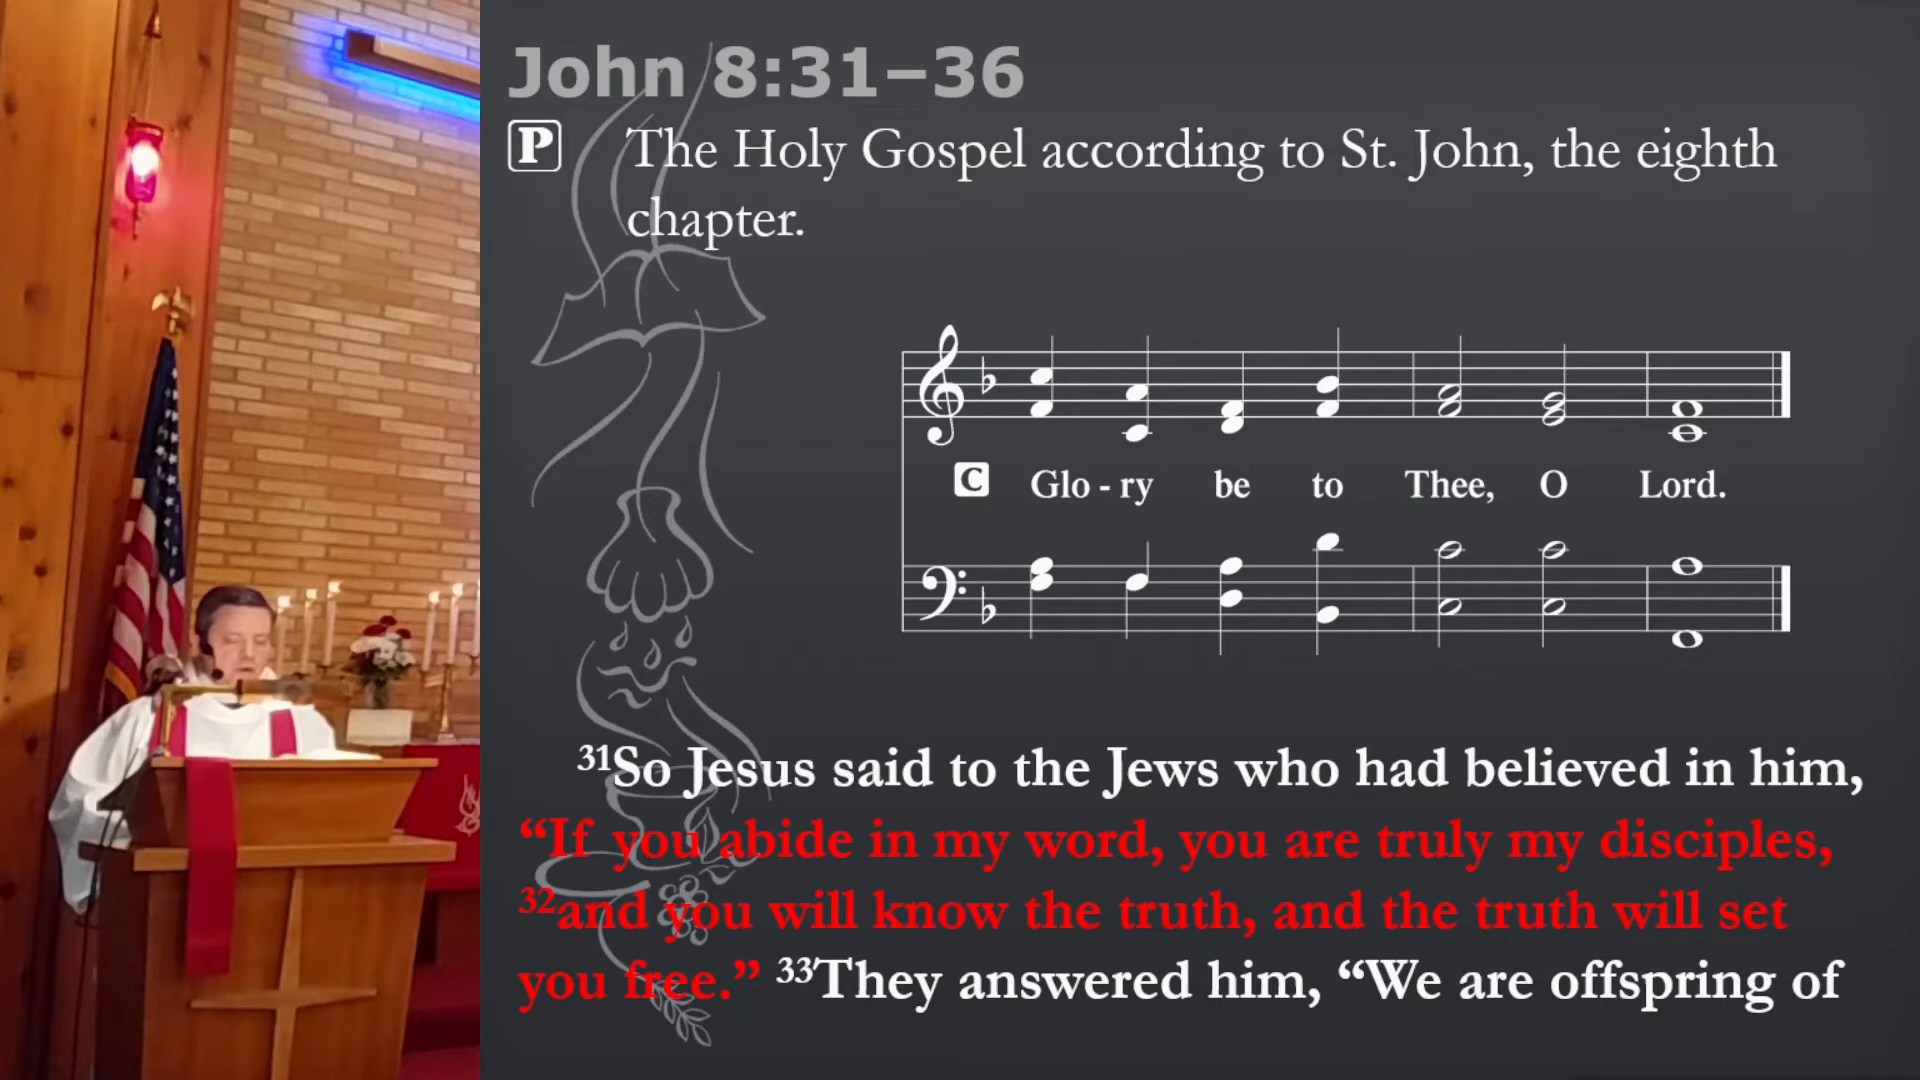 John 8:31–36
P The Holy Gospel according to St. John, the eighth
chapter.
C Glo - ry be to Thee, O Lord.
31So Jesus said to the Jews who had believed in him,
“If you abide in my word, you are truly my disciples,
32and you will know the truth, and the truth will set
you free.” 33They answered him, “We are offspring of